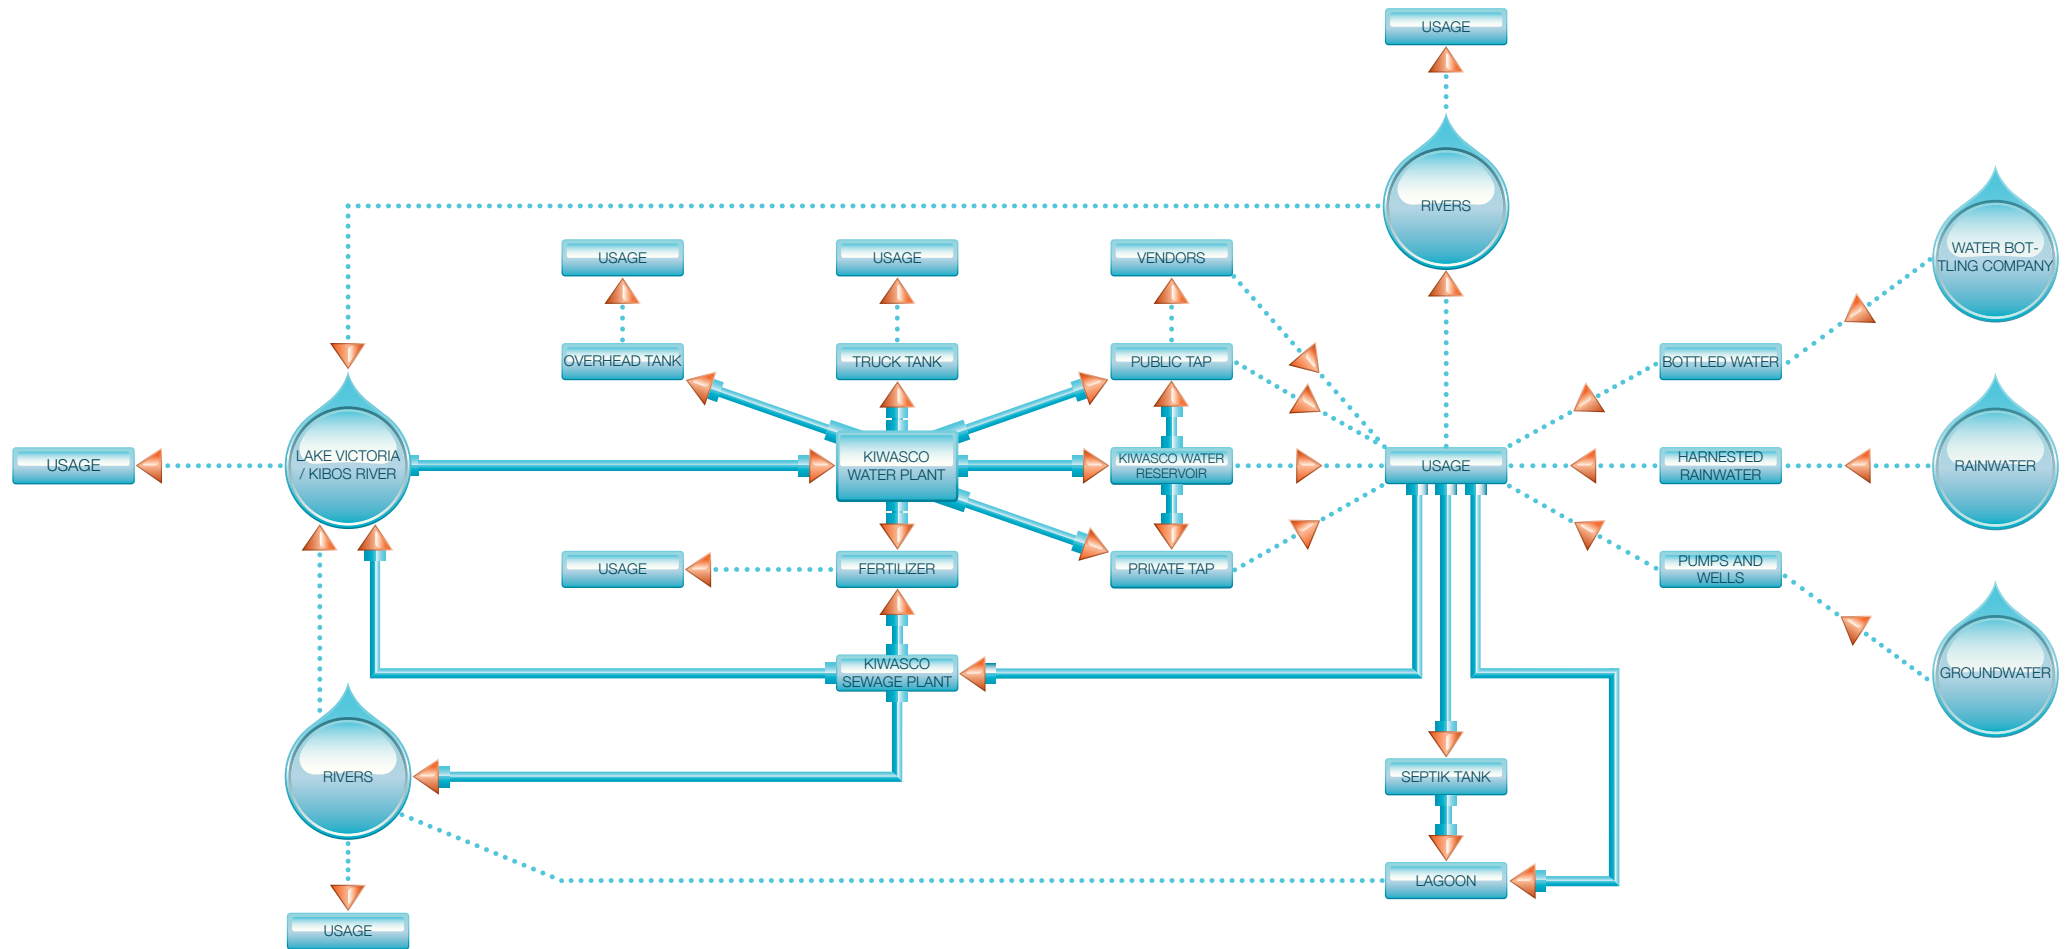 USAGE
RIVERS
WATER BOT-
TLING COMPANY
USAGE
USAGE
VENDORS
OVERHEAD TANK
TRUCK TANK
PUBLIC TAP
BOTTLED WATER
USAGE
LAKE VICTORIA
/ KIBOS RIVER
KIWASCO
WATER PLANT
KIWASCO WATER
RESERVOIR
USAGE
HARNESTED
RAINWATER
RAINWATER
USAGE
FERTILIZER
PRIVATE TAP
PUMPS AND
WELLS
KIWASCO
SEWAGE PLANT
GROUNDWATER
RIVERS
SEPTIK TANK
LAGOON
USAGE